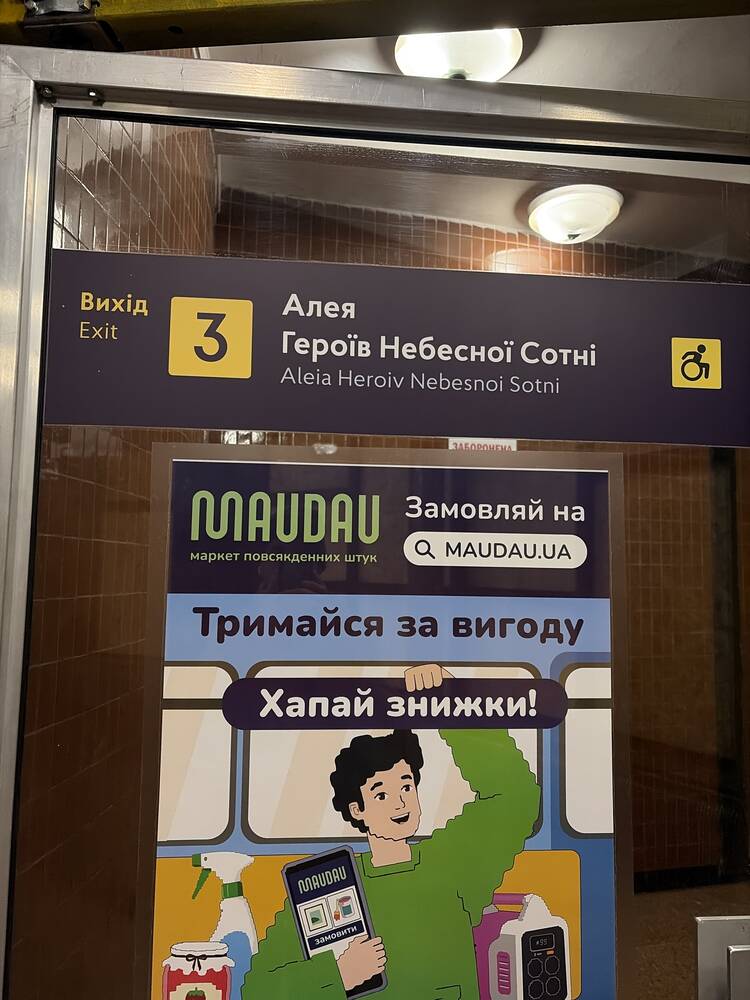 Вихід
Exit
3
Алея
Героїв Небесної Сотні
Aleia Heroiv Nebesnoi Sotni
ЗАБОРОНЕНА
MAUDAU
маркет повсякденних штук
Замовляй на
MAUDAU.UA
Тримайся за вигоду
Хапай знижки!
MAUDAU
замовити